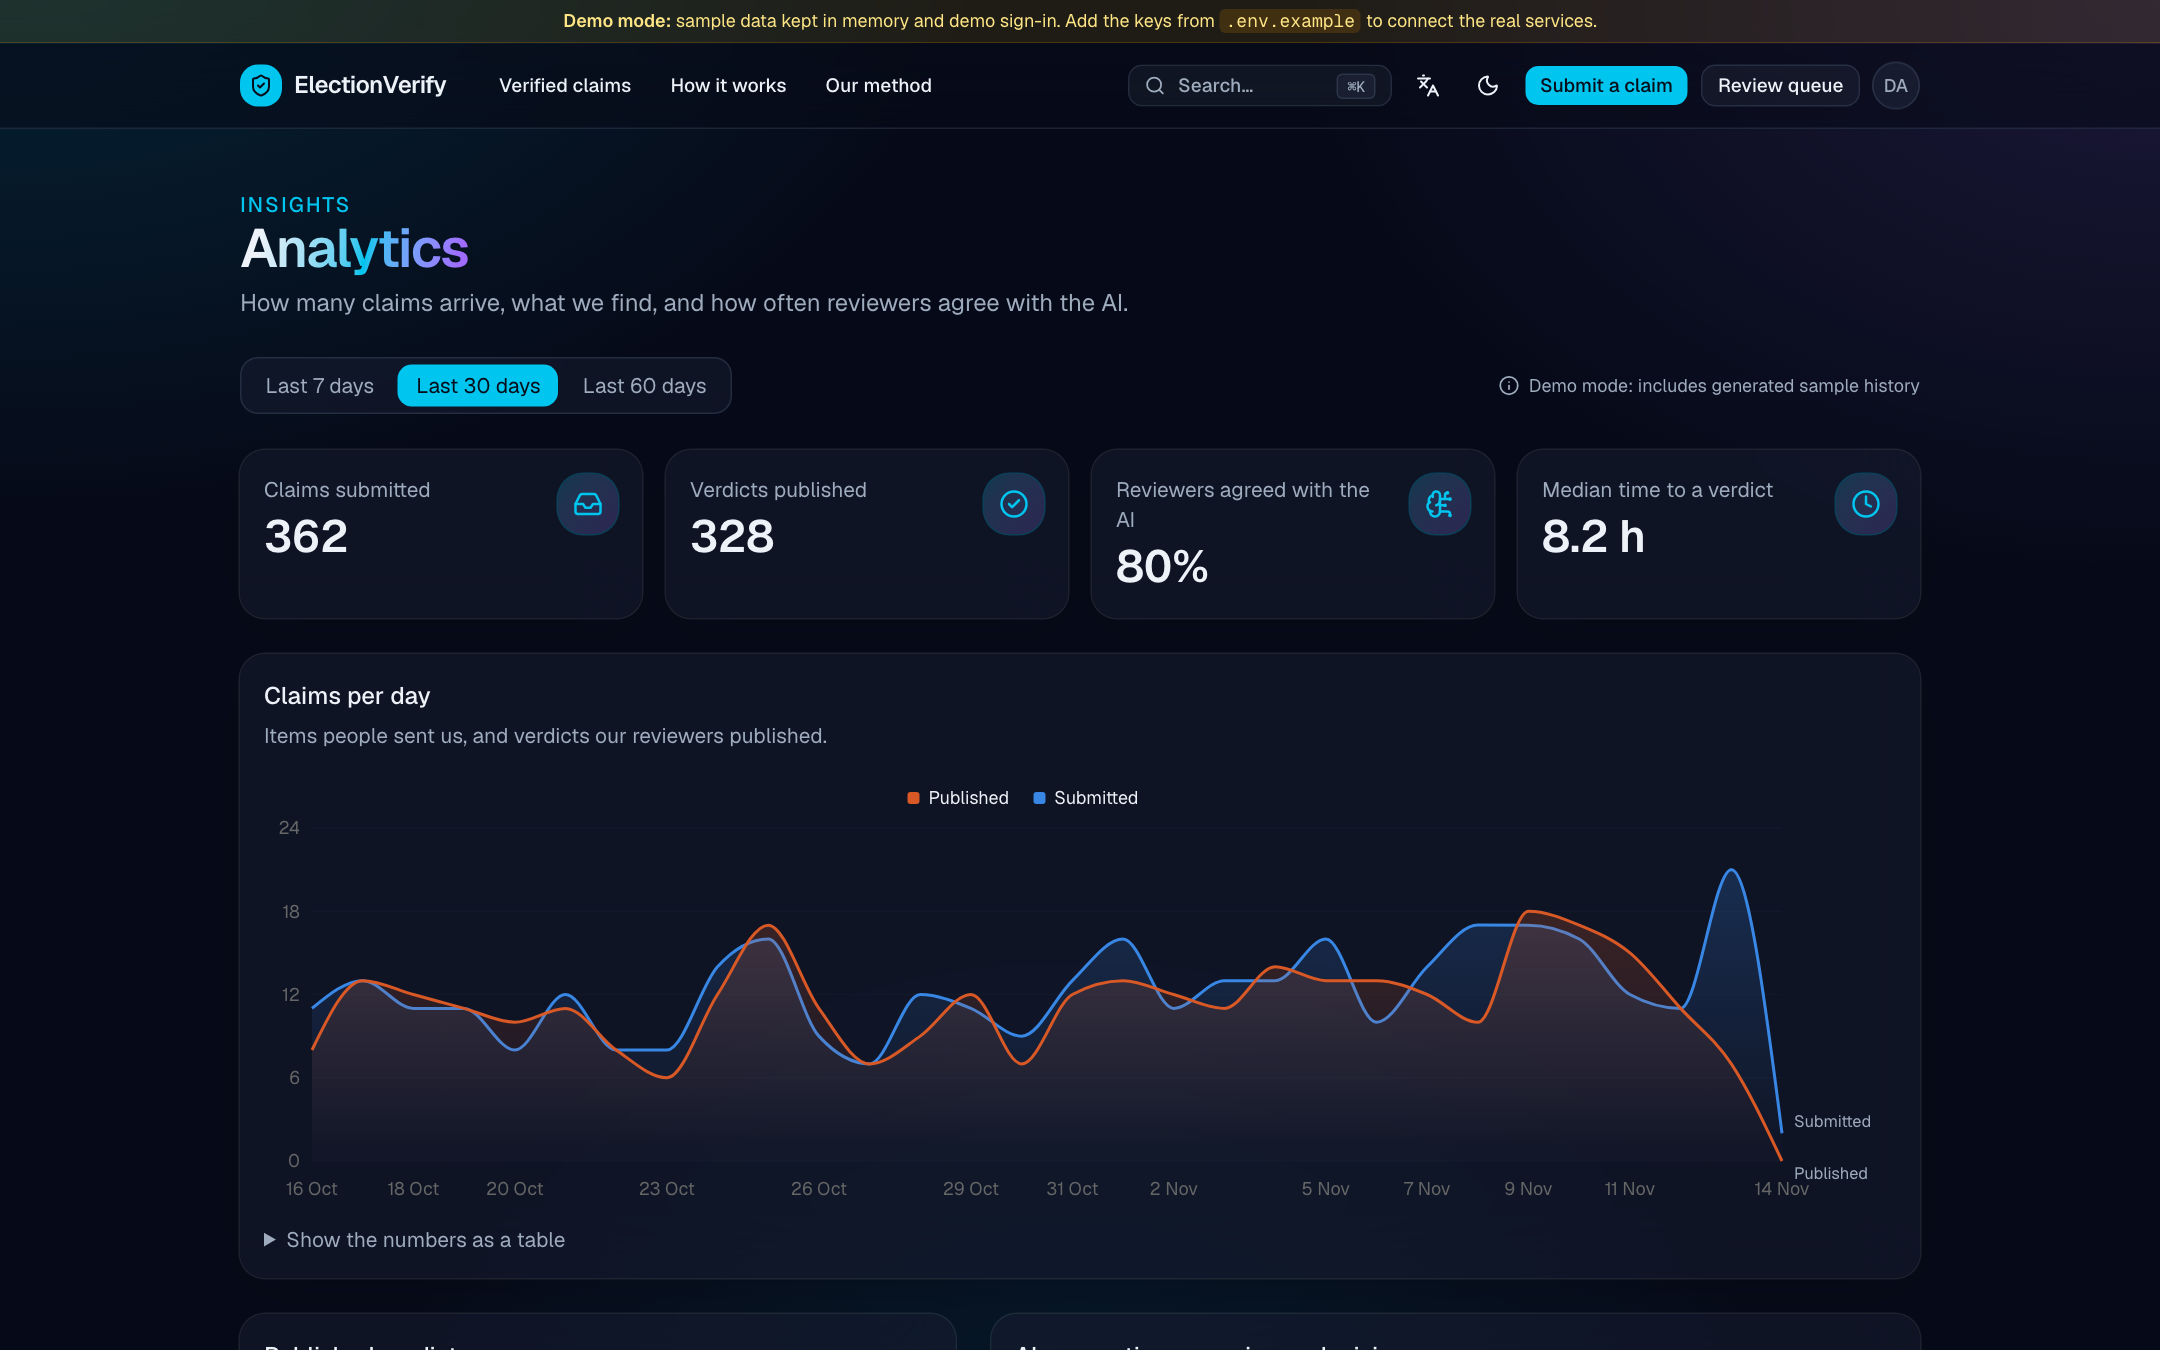 Demo mode: sample data kept in memory and demo sign-in. Add the keys from .env.example to connect the real services.
ElectionVerify
Verified claims
How it works
Our method
Search...
⌘K
Submit a claim
Review queue
DA
INSIGHTS
Analytics
How many claims arrive, what we find, and how often reviewers agree with the AI.
Last 7 days
Last 30 days
Last 60 days
Demo mode: includes generated sample history
Claims submitted
362
Verdicts published
328
Reviewers agreed with the
AI
80%
Median time to a verdict
8.2 h
Claims per day
Items people sent us, and verdicts our reviewers published.
Published
Submitted
24
18
12
6
0
Submitted
Published
16 Oct
18 Oct
20 Oct
23 Oct
26 Oct
29 Oct
31 Oct
2 Nov
5 Nov
7 Nov
9 Nov
11 Nov
14 Nov
Show the numbers as a table